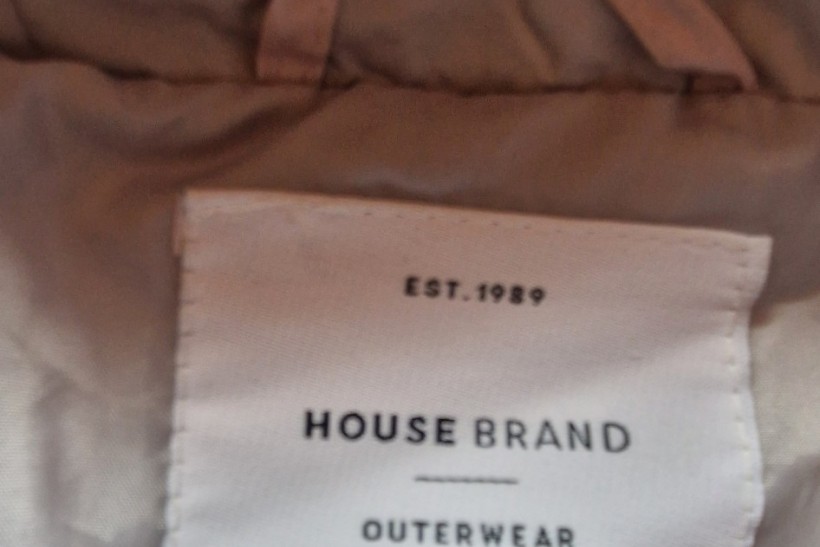 EST. 1989
HOUSE BRAND
OUTERWEAR